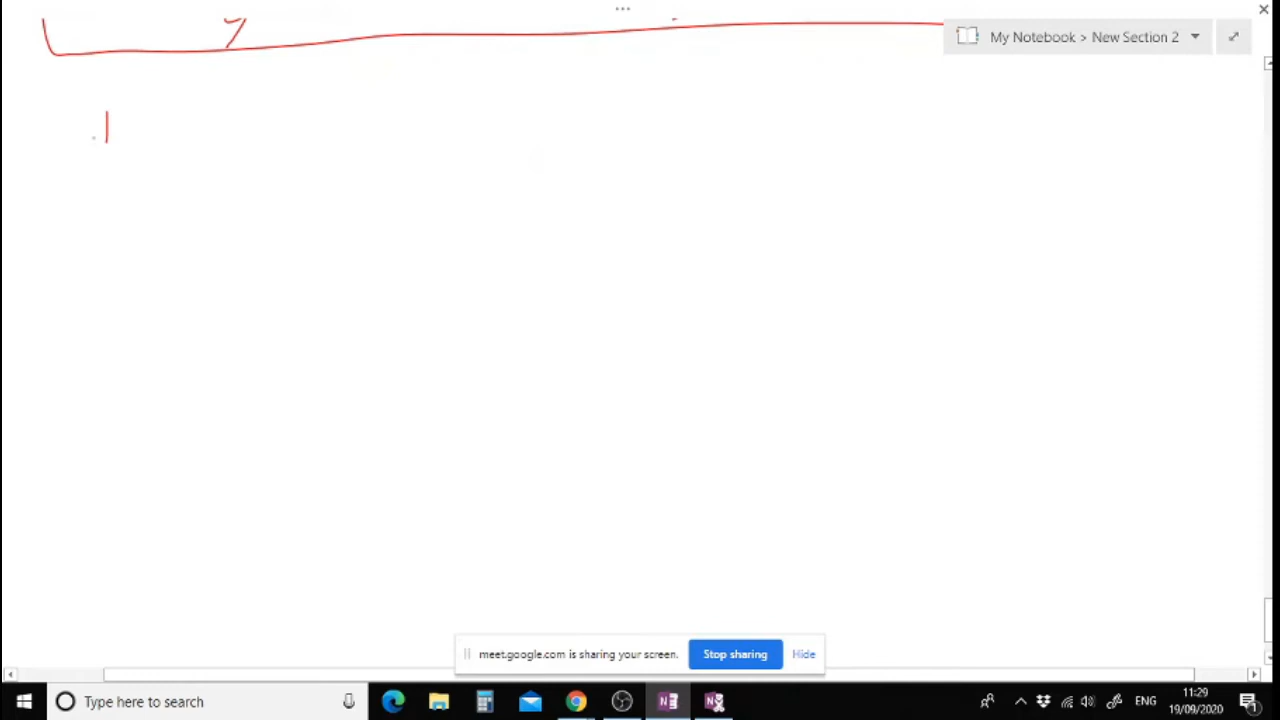 y
My Notebook > New Section 2
meet.google.com is sharing your screen. Stop sharing Hide
Type here to search
ENG
11:29
19/09/2020
1